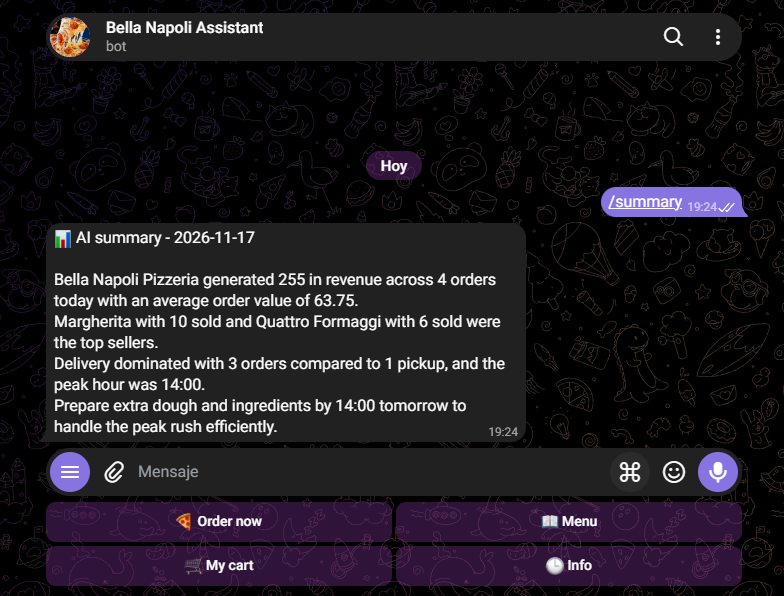 Bella Napoli Assistant
bot
Hoy
/summary 19:24
📊 AI summary - 2026-11-17
Bella Napoli Pizzeria generated 255 in revenue across 4 orders
today with an average order value of 63.75.
Margherita with 10 sold and Quattro Formaggi with 6 sold were
the top sellers.
Delivery dominated with 3 orders compared to 1 pickup, and the
peak hour was 14:00.
Prepare extra dough and ingredients by 14:00 tomorrow to
handle the peak rush efficiently.
19:24
Mensaje
🍕 Order now
📖 Menu
🛒 My cart
🕒 Info